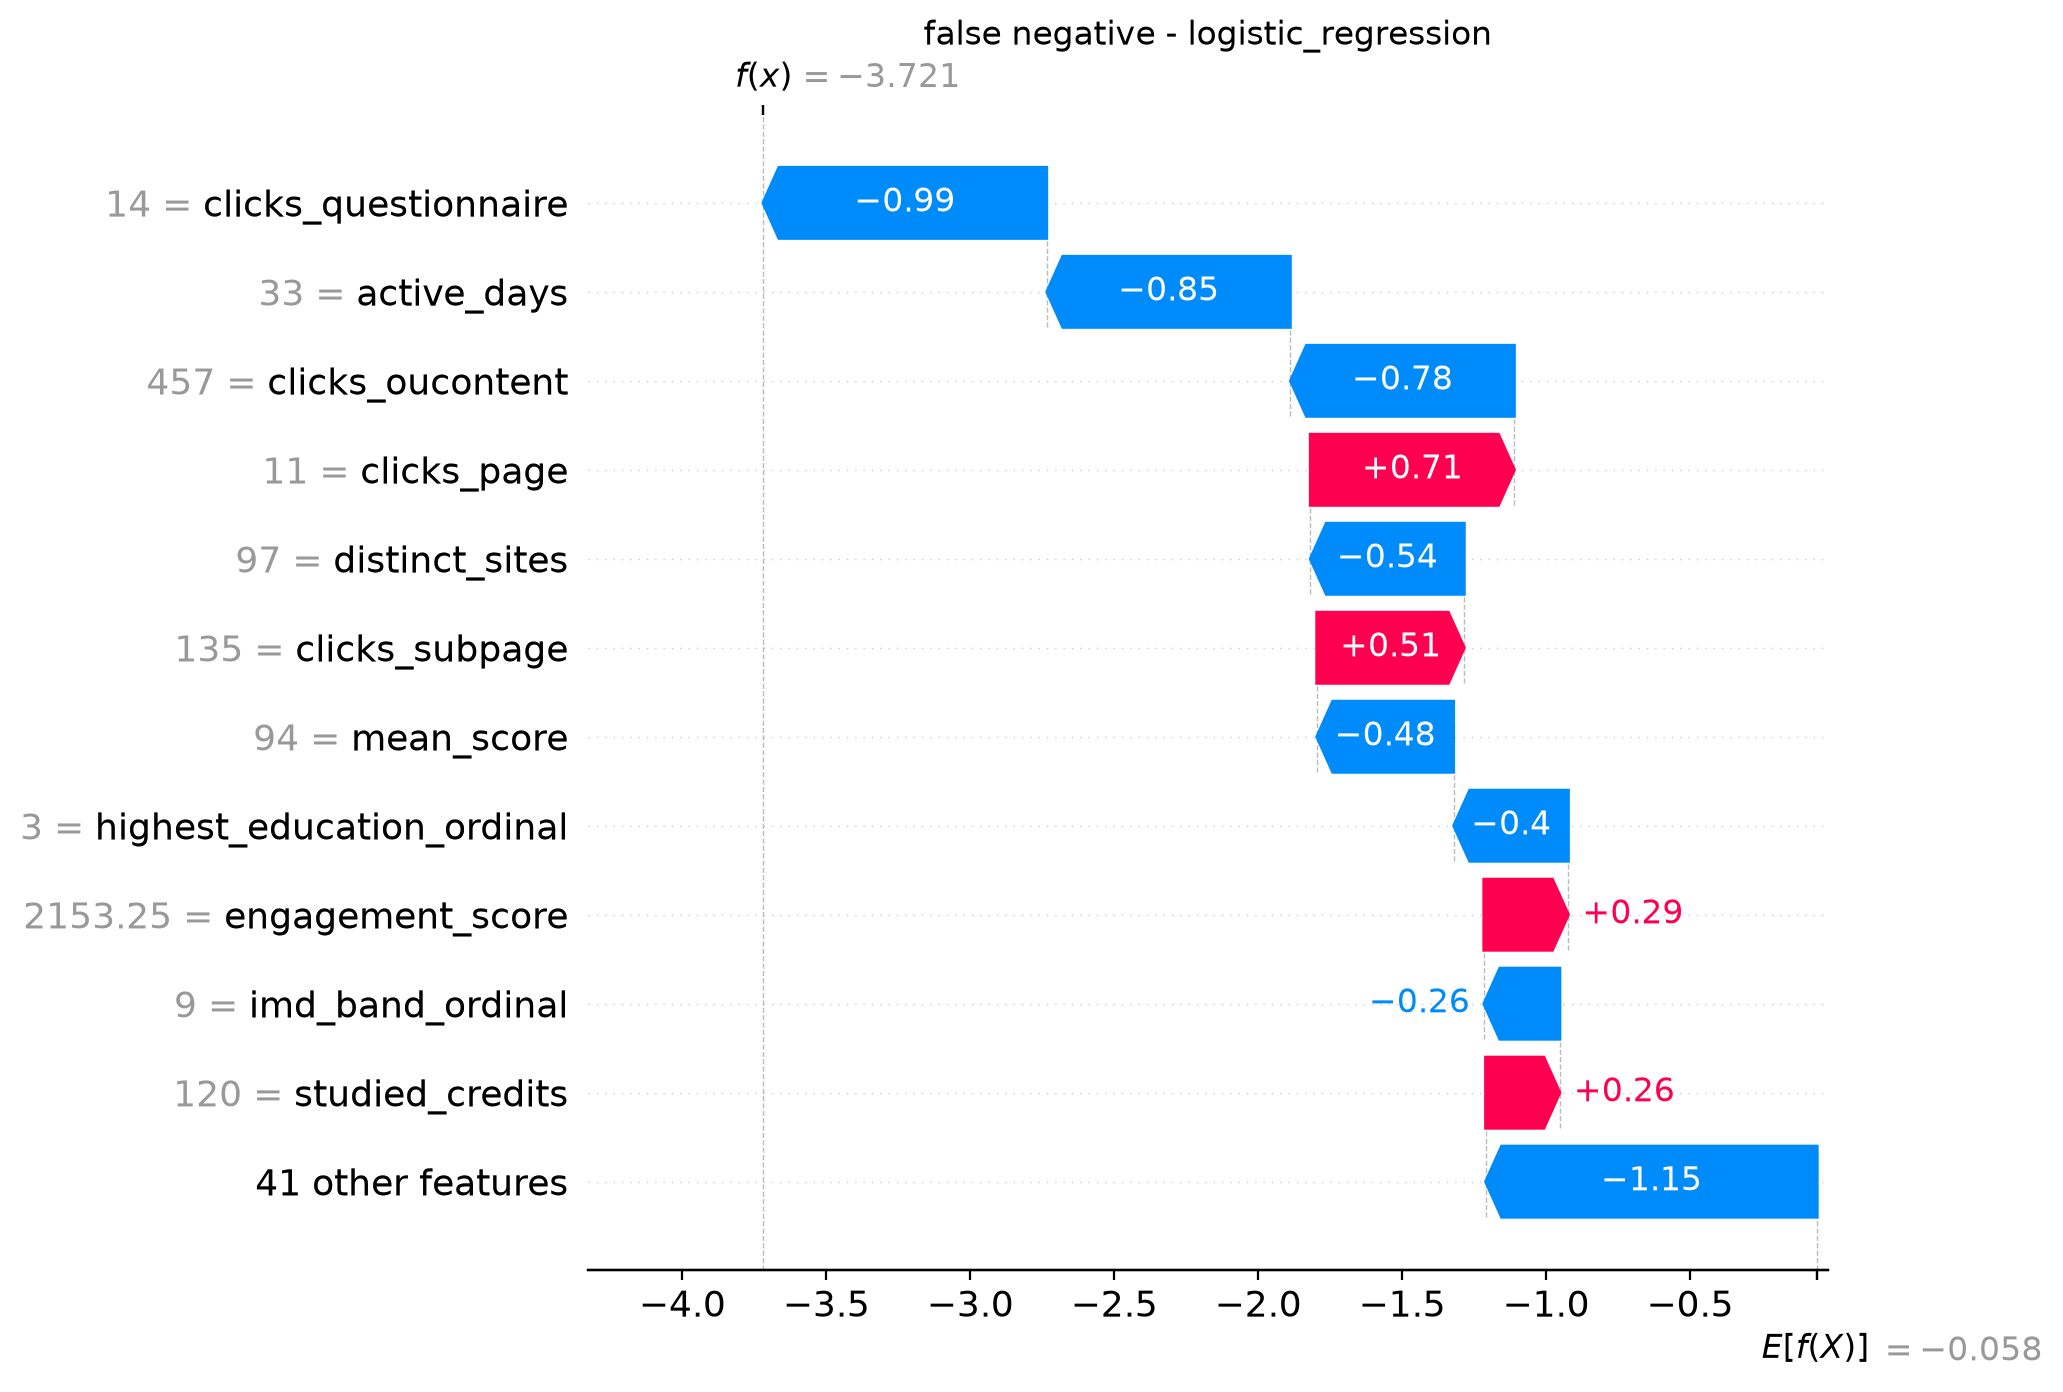 false negative - logistic_regression
f(x) = −3.721
14 = clicks_questionnaire −0.99
33 = active_days −0.85
457 = clicks_oucontent −0.78
11 = clicks_page +0.71
97 = distinct_sites −0.54
135 = clicks_subpage +0.51
94 = mean_score −0.48
3 = highest_education_ordinal −0.4
2153.25 = engagement_score +0.29
9 = imd_band_ordinal −0.26
120 = studied_credits +0.26
41 other features −1.15
−4.0 −3.5 −3.0 −2.5 −2.0 −1.5 −1.0 −0.5
E[f(X)] = −0.058